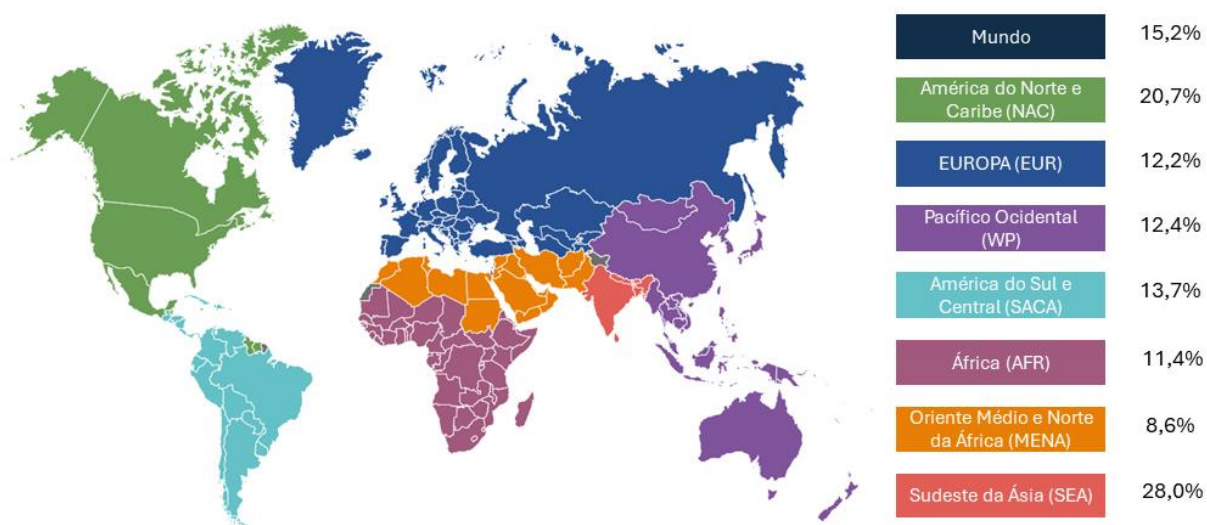 Mundo 15,2%
América do Norte e
Caribe (NAC) 20,7%
EUROPA (EUR) 12,2%
Pacífico Ocidental
(WP) 12,4%
América do Sul e
Central (SACA) 13,7%
África (AFR) 11,4%
Oriente Médio e Norte
da África (MENA) 8,6%
Sudeste da Ásia (SEA) 28,0%